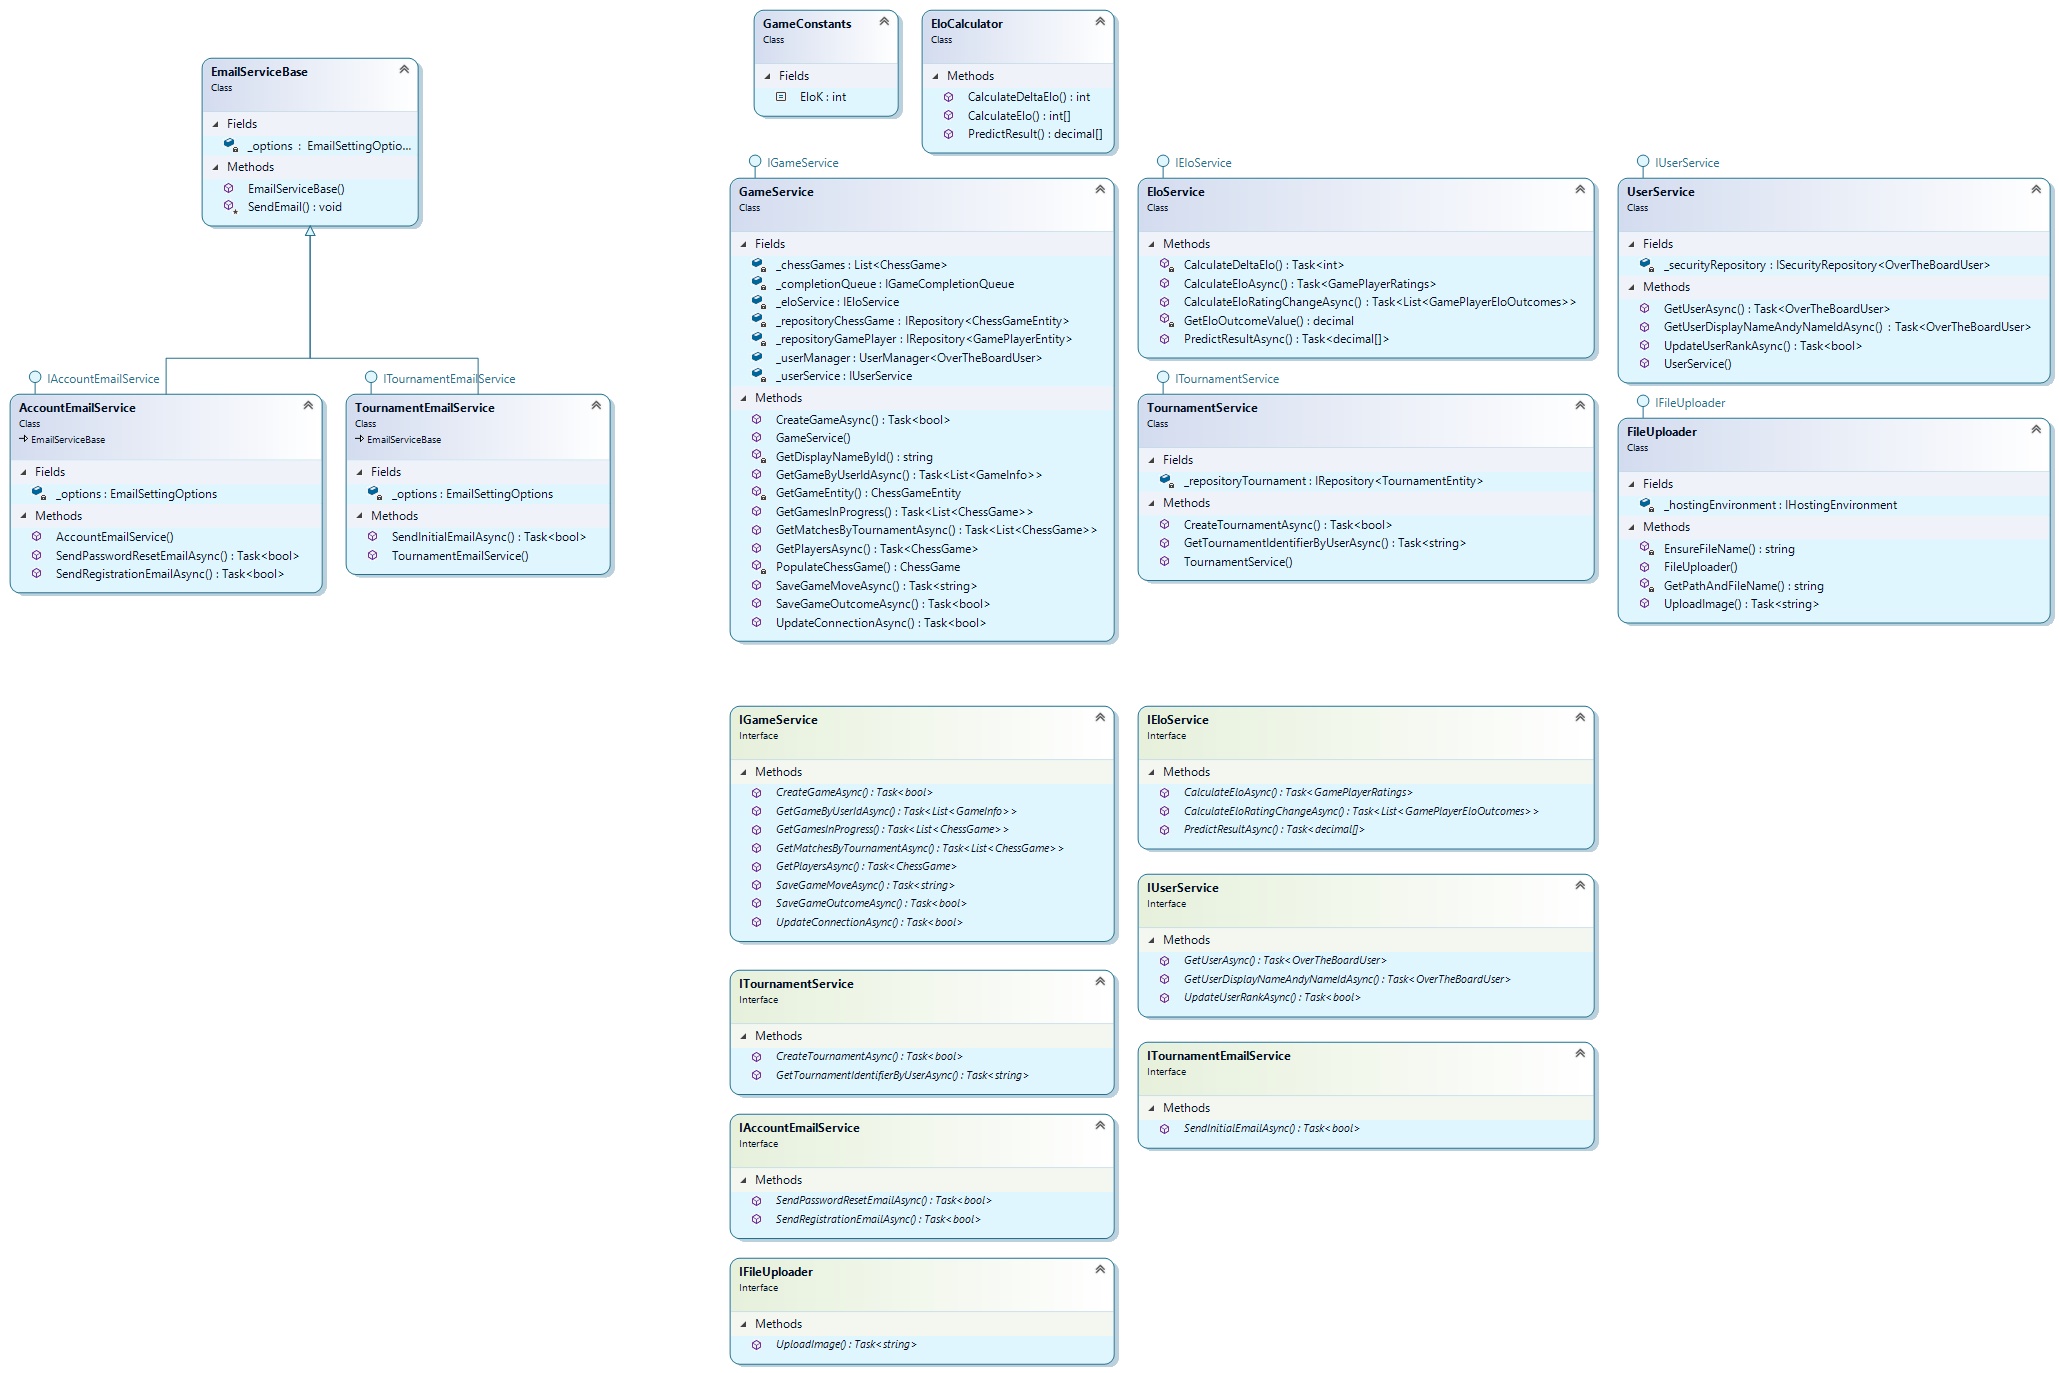 EmailServiceBase
Class
Fields
_options : EmailSettingOptio...
Methods
EmailServiceBase()
SendEmail() : void
IAccountEmailService
AccountEmailService
Class
EmailServiceBase
Fields
_options : EmailSettingOptions
Methods
AccountEmailService()
SendPasswordResetEmailAsync() : Task<bool>
SendRegistrationEmailAsync() : Task<bool>
ITournamentEmailService
TournamentEmailService
Class
EmailServiceBase
Fields
_options : EmailSettingOptions
Methods
SendInitialEmailAsync() : Task<bool>
TournamentEmailService()
GameConstants
Class
Fields
EloK : int
EloCalculator
Class
Methods
CalculateDeltaElo() : int
CalculateElo() : int[]
PredictResult() : decimal[]
IGameService
GameService
Class
Fields
_chessGames : List<ChessGame>
_completionQueue : IGameCompletionQueue
_eloService : IEloService
_repositoryChessGame : IRepository<ChessGameEntity>
_repositoryGamePlayer : IRepository<GamePlayerEntity>
_userManager : UserManager<OverTheBoardUser>
_userService : IUserService
Methods
CreateGameAsync() : Task<bool>
GameService()
GetDisplayNameById() : string
GetGameByUserIdAsync() : Task<List<GameInfo>>
GetGameEntity() : ChessGameEntity
GetGamesInProgress() : Task<List<ChessGame>>
GetMatchesByTournamentAsync() : Task<List<ChessGame>>
GetPlayersAsync() : Task<ChessGame>
PopulateChessGame() : ChessGame
SaveGameMoveAsync() : Task<string>
SaveGameOutcomeAsync() : Task<bool>
UpdateConnectionAsync() : Task<bool>
IEloService
EloService
Class
Methods
CalculateDeltaElo() : Task<int>
CalculateEloAsync() : Task<GamePlayerRatings>
CalculateEloRatingChangeAsync() : Task<List<GamePlayerEloOutcomes>>
GetEloOutcomeValue() : decimal
PredictResultAsync() : Task<decimal[]>
ITournamentService
TournamentService
Class
Fields
_repositoryTournament : IRepository<TournamentEntity>
Methods
CreateTournamentAsync() : Task<bool>
GetTournamentIdentifierByUserAsync() : Task<string>
TournamentService()
IUserService
UserService
Class
Fields
_securityRepository : ISecurityRepository<OverTheBoardUser>
Methods
GetUserAsync() : Task<OverTheBoardUser>
GetUserDisplayNameAndyNameIdAsync() : Task<OverTheBoardUser>
UpdateUserRankAsync() : Task<bool>
UserService()
IFileUploader
FileUploader
Class
Fields
_hostingEnvironment : IHostingEnvironment
Methods
EnsureFileName() : string
FileUploader()
GetPathAndFileName() : string
UploadImage() : Task<string>
IGameService
Interface
Methods
CreateGameAsync() : Task<bool>
GetGameByUserIdAsync() : Task<List<GameInfo>>
GetGamesInProgress() : Task<List<ChessGame>>
GetMatchesByTournamentAsync() : Task<List<ChessGame>>
GetPlayersAsync() : Task<ChessGame>
SaveGameMoveAsync() : Task<string>
SaveGameOutcomeAsync() : Task<bool>
UpdateConnectionAsync() : Task<bool>
IEloService
Interface
Methods
CalculateEloAsync() : Task<GamePlayerRatings>
CalculateEloRatingChangeAsync() : Task<List<GamePlayerEloOutcomes>>
PredictResultAsync() : Task<decimal[]>
IUserService
Interface
Methods
GetUserAsync() : Task<OverTheBoardUser>
GetUserDisplayNameAndyNameIdAsync() : Task<OverTheBoardUser>
UpdateUserRankAsync() : Task<bool>
ITournamentService
Interface
Methods
CreateTournamentAsync() : Task<bool>
GetTournamentIdentifierByUserAsync() : Task<string>
ITournamentEmailService
Interface
Methods
SendInitialEmailAsync() : Task<bool>
IAccountEmailService
Interface
Methods
SendPasswordResetEmailAsync() : Task<bool>
SendRegistrationEmailAsync() : Task<bool>
IFileUploader
Interface
Methods
UploadImage() : Task<string>